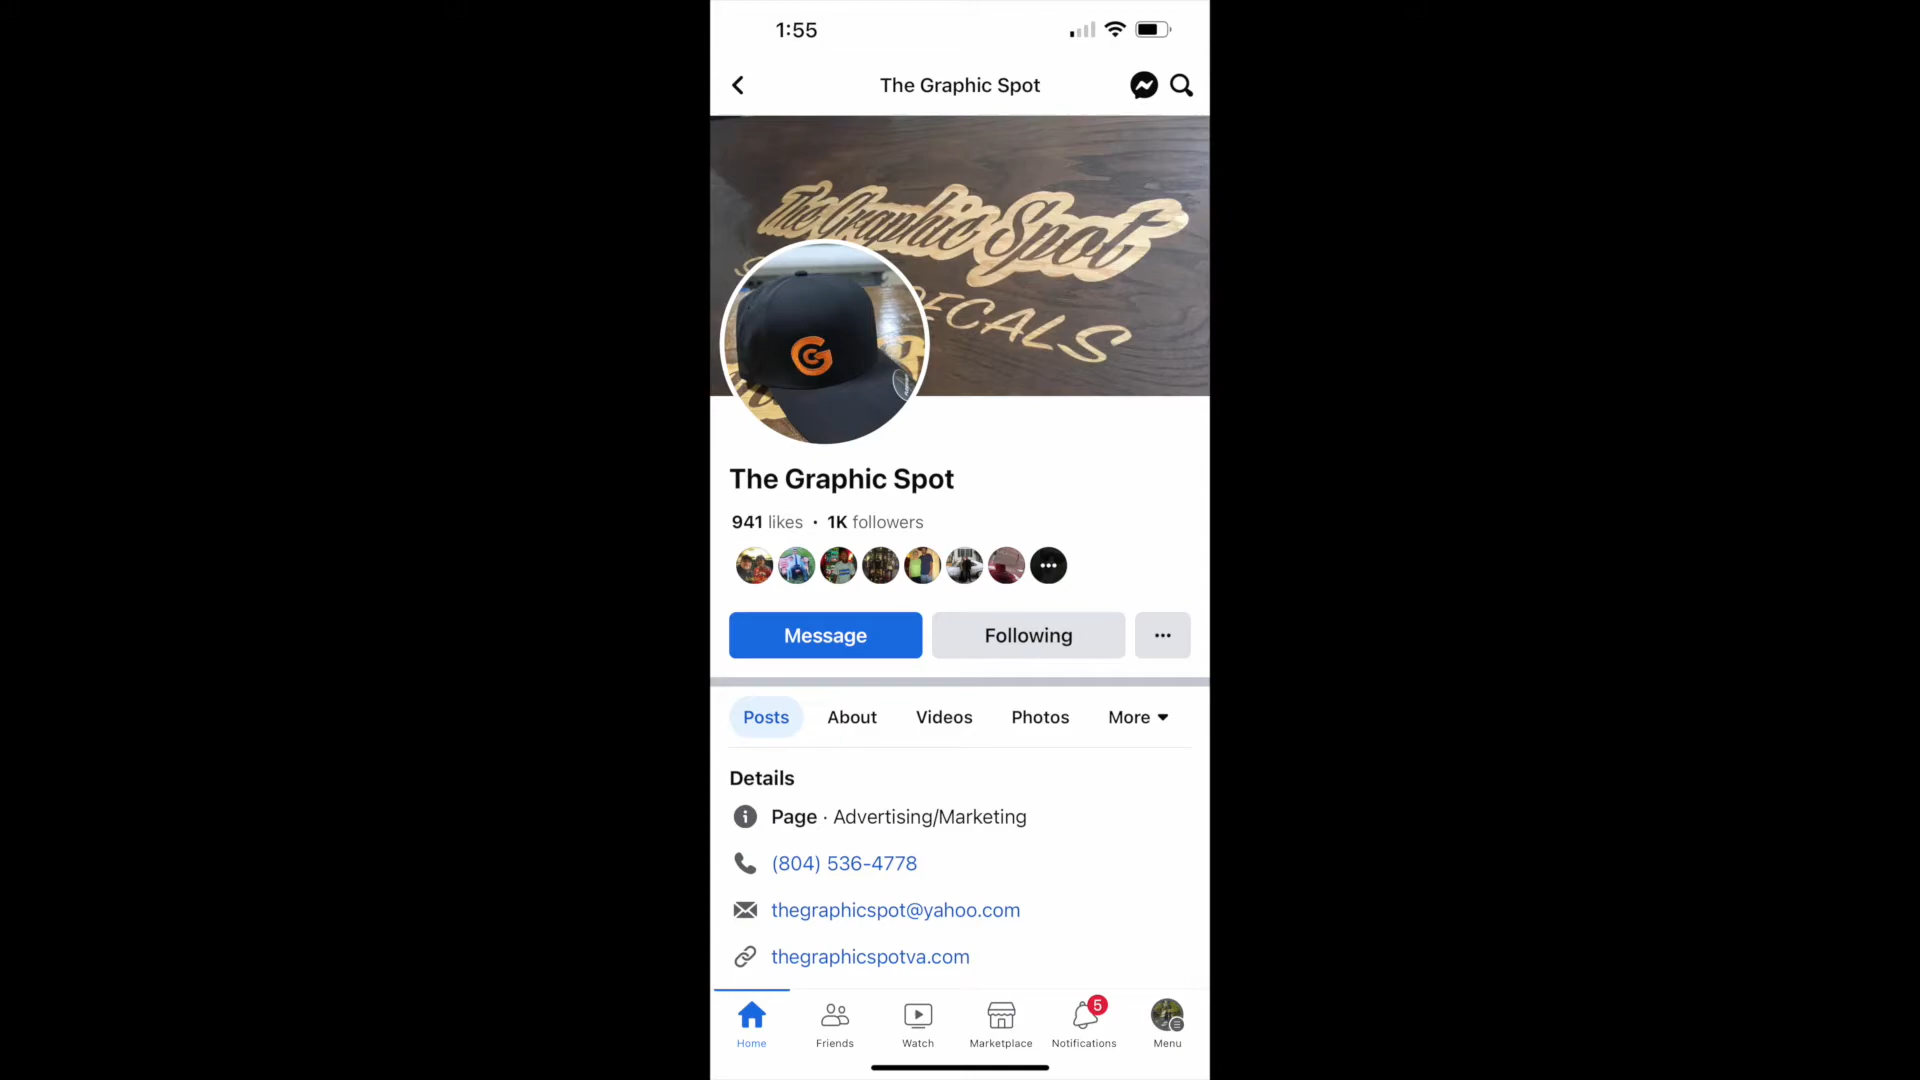 1:55
The Graphic Spot
The Graphic Spot
DECALS
The Graphic Spot
941 likes · 1K followers
Message
Following
Posts
About
Videos
Photos
More
Details
Page · Advertising/Marketing
(804) 536-4778
thegraphicspot@yahoo.com
thegraphicspotva.com
5
Home
Friends
Watch
Marketplace
Notifications
Menu